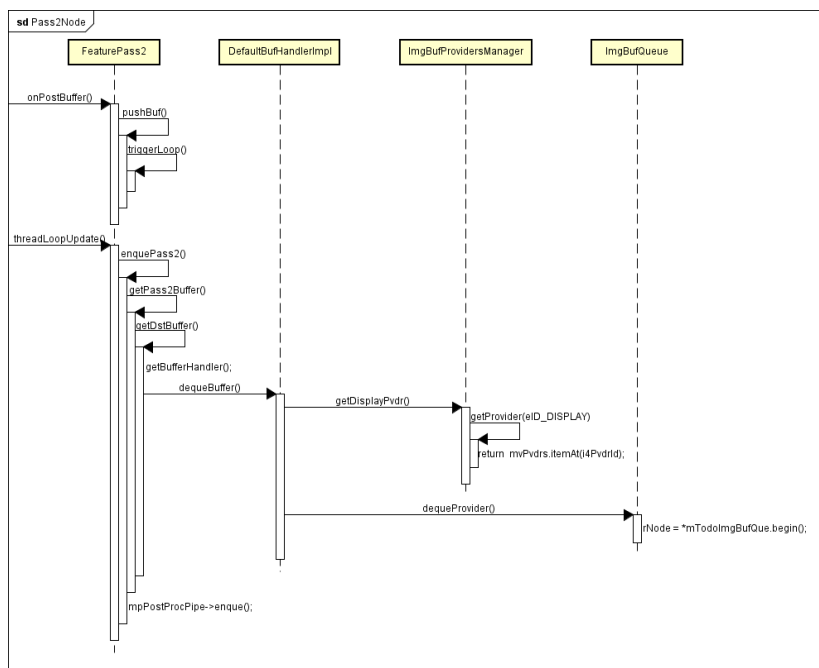 sd Pass2Node
FeaturePass2 DefaultBufHandlerImpl ImgBufProvidersManager ImgBufQueue
onPostBuffer()
pushBuf()
triggerLoop()
threadLoopUpdate()
enquePass2()
getPass2Buffer()
getDstBuffer()
getBufferHandler();
dequeBuffer()
getDisplayPvdr()
getProvider(eID_DISPLAY)
return mvPvdrs.itemAt(i4PvdrId);
dequeProvider()
rNode = *mTodoImgBufQue.begin();
mpPostProcPipe->enque();